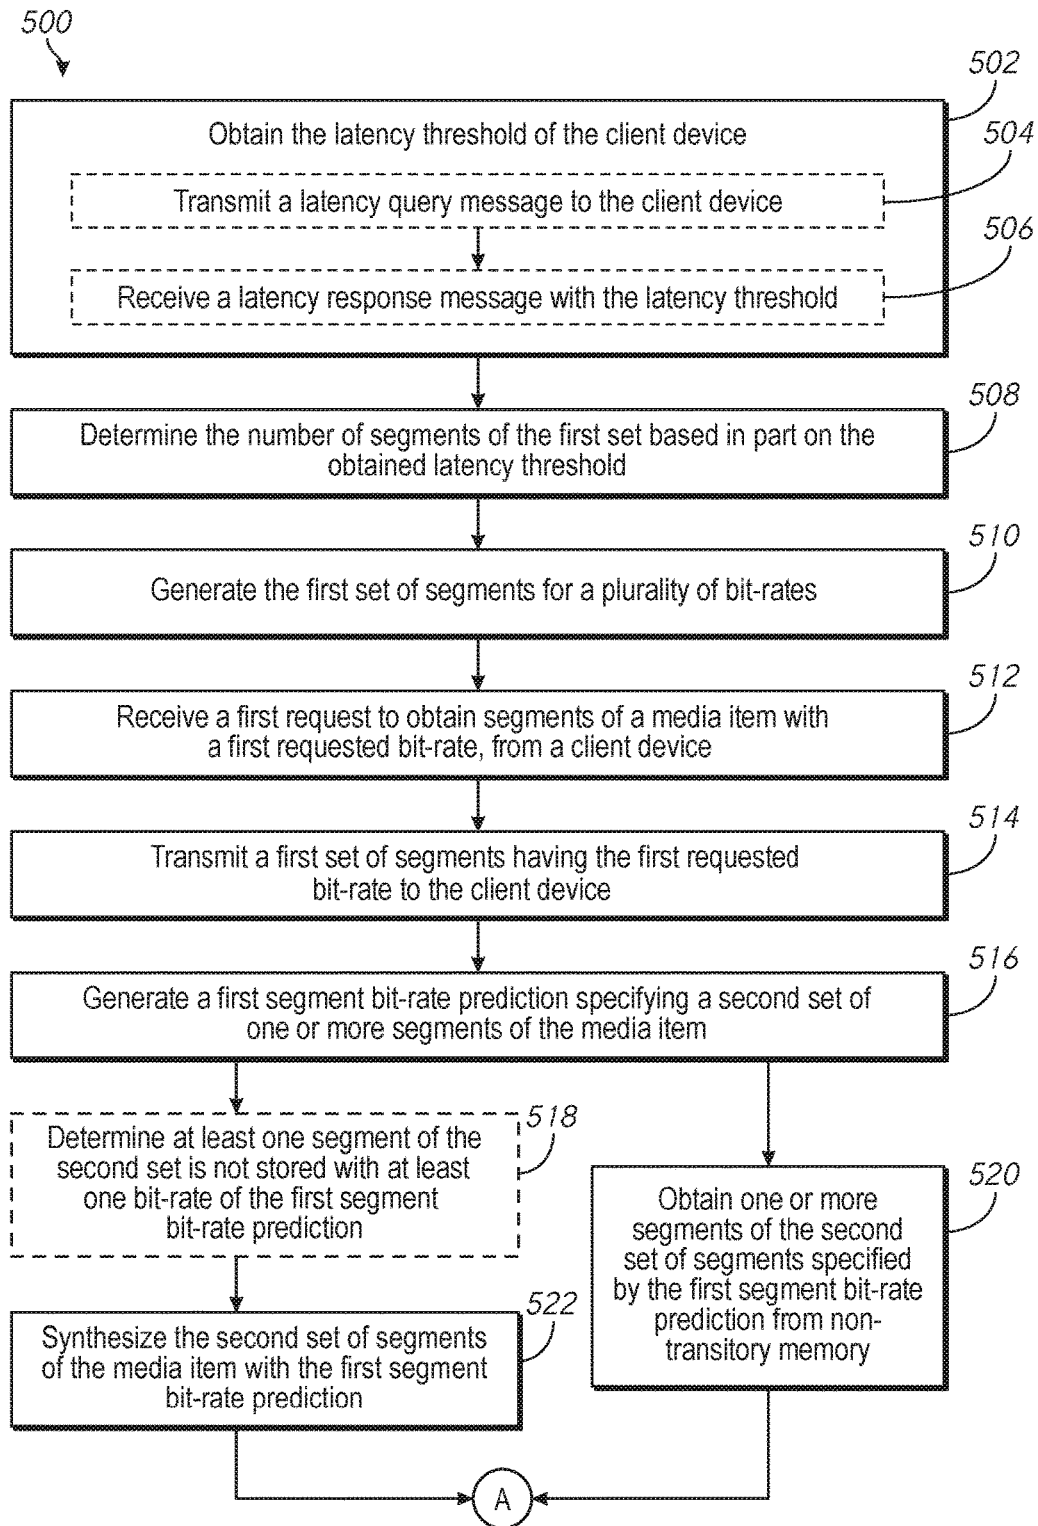 500
502
Obtain the latency threshold of the client device
504
Transmit a latency query message to the client device
506
Receive a latency response message with the latency threshold
508
Determine the number of segments of the first set based in part on the
obtained latency threshold
510
Generate the first set of segments for a plurality of bit-rates
512
Receive a first request to obtain segments of a media item with
a first requested bit-rate, from a client device
514
Transmit a first set of segments having the first requested
bit-rate to the client device
516
Generate a first segment bit-rate prediction specifying a second set of
one or more segments of the media item
518
Determine at least one segment of the
second set is not stored with at least
one bit-rate of the first segment
bit-rate prediction
520
Obtain one or more
segments of the second
set of segments specified
by the first segment bit-rate
prediction from non-
transitory memory
522
Synthesize the second set of segments
of the media item with the first segment
bit-rate prediction
A